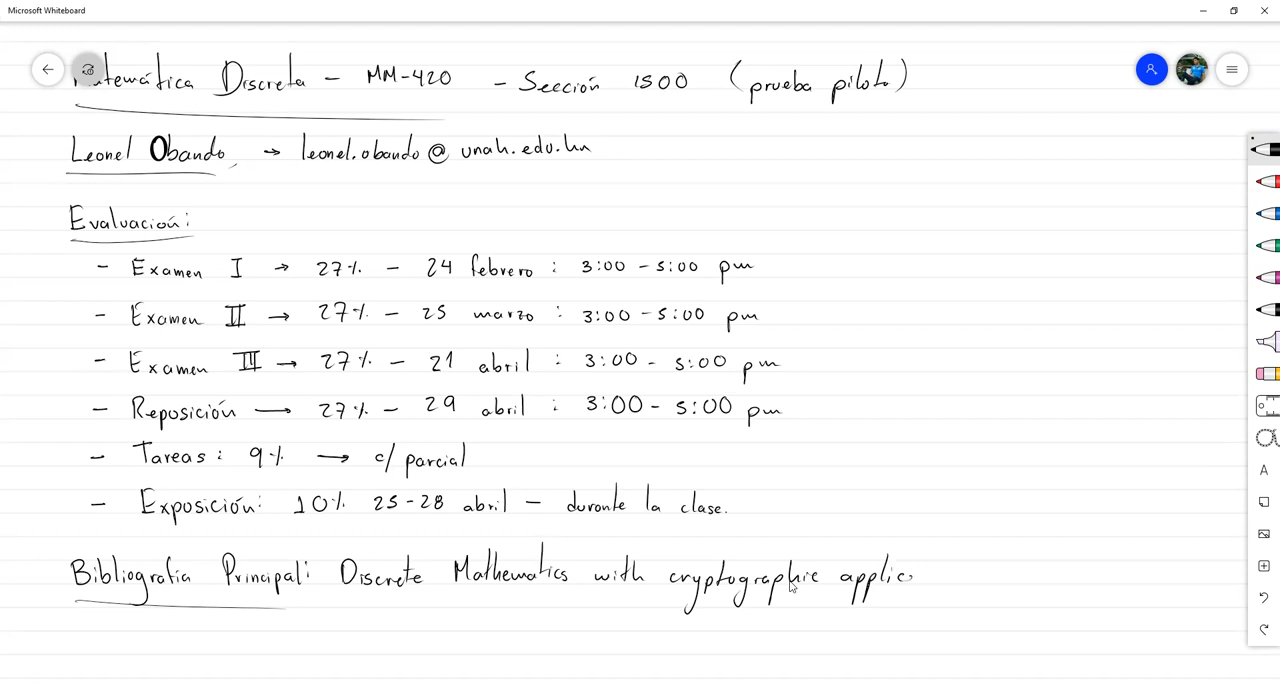 Microsoft Whiteboard
Matemática Discreta - MM-420 - Sección 1500 (prueba piloto)
Leonel Obando → leonel.obando@unah.edu.hn
Evaluación:
- Examen I → 27% - 24 febrero : 3:00 - 5:00 pm
- Examen II → 27% - 25 marzo : 3:00 - 5:00 pm
- Examen III → 27% - 21 abril : 3:00 - 5:00 pm
- Reposición → 27% - 29 abril : 3:00 - 5:00 pm
- Tareas : 9% → c/ parcial
- Exposición: 10% 25-28 abril - durante la clase.
Bibliografía Principal: Discrete Mathematics with cryptographic applic